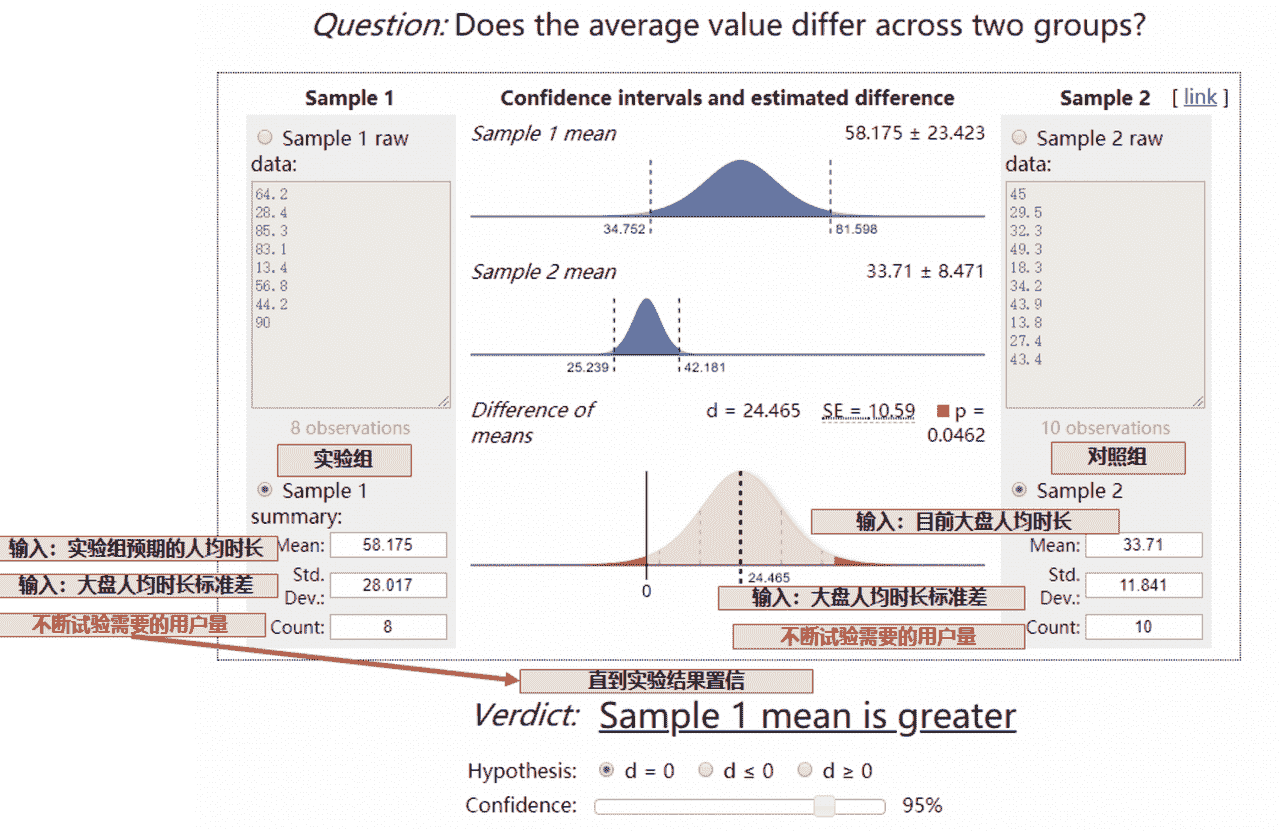 Question: Does the average value differ across two groups?
Sample 1
Confidence intervals and estimated difference
Sample 2
[ link ]
Sample 1 raw
data:
64.2
28.4
85.3
83.1
13.4
56.8
44.2
90
8 observations
实验组
Sample 1
summary:
输入：实验组预期的人均时长
Mean:
58.175
输入：大盘人均时长标准差
Std.
Dev.:
28.017
不断试验需要的用户量
Count:
8
Sample 1 mean
58.175 ± 23.423
34.752
81.598
Sample 2 mean
33.71 ± 8.471
25.239
42.181
Difference of
means
d = 24.465
SE = 10.59
p =
0.0462
24.465
0
Sample 2 raw
data:
45
29.5
32.3
49.3
18.3
34.2
43.9
13.8
27.4
43.4
10 observations
对照组
Sample 2
输入：目前大盘人均时长
Mean:
33.71
输入：大盘人均时长标准差
Std.
Dev.:
11.841
不断试验需要的用户量
Count:
10
直到实验结果置信
Verdict: Sample 1 mean is greater
Hypothesis: d = 0 d ≤ 0 d ≥ 0
Confidence: 95%